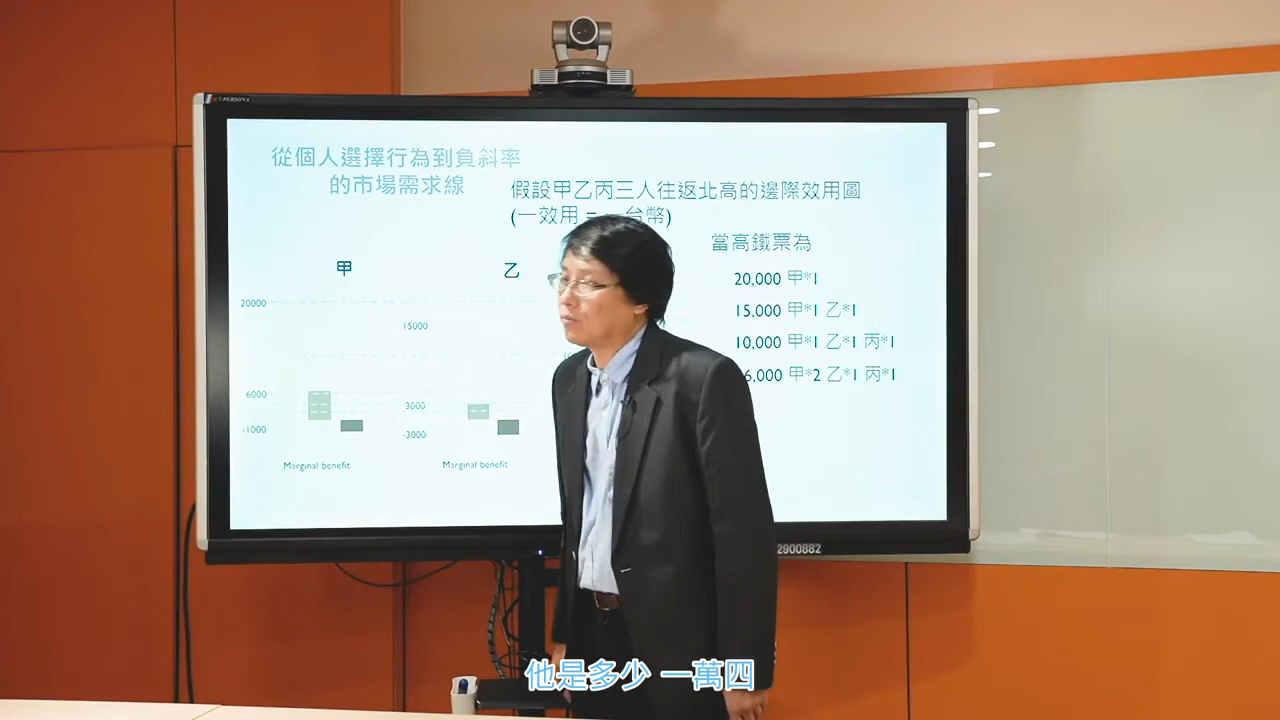 PERSONA
從個人選擇行為到負斜率
的市場需求線
假設甲乙丙三人往返北高的邊際效用圖
(一效用 = 一台幣)
當高鐵票為
20,000 甲*1
15,000 甲*1 乙*1
10,000 甲*1 乙*1 丙*1
6,000 甲*2 乙*1 丙*1
甲
20000
6000
-1000
Marginal benefit
乙
15000
3000
-3000
Marginal benefit
2900882
他是多少 一萬四